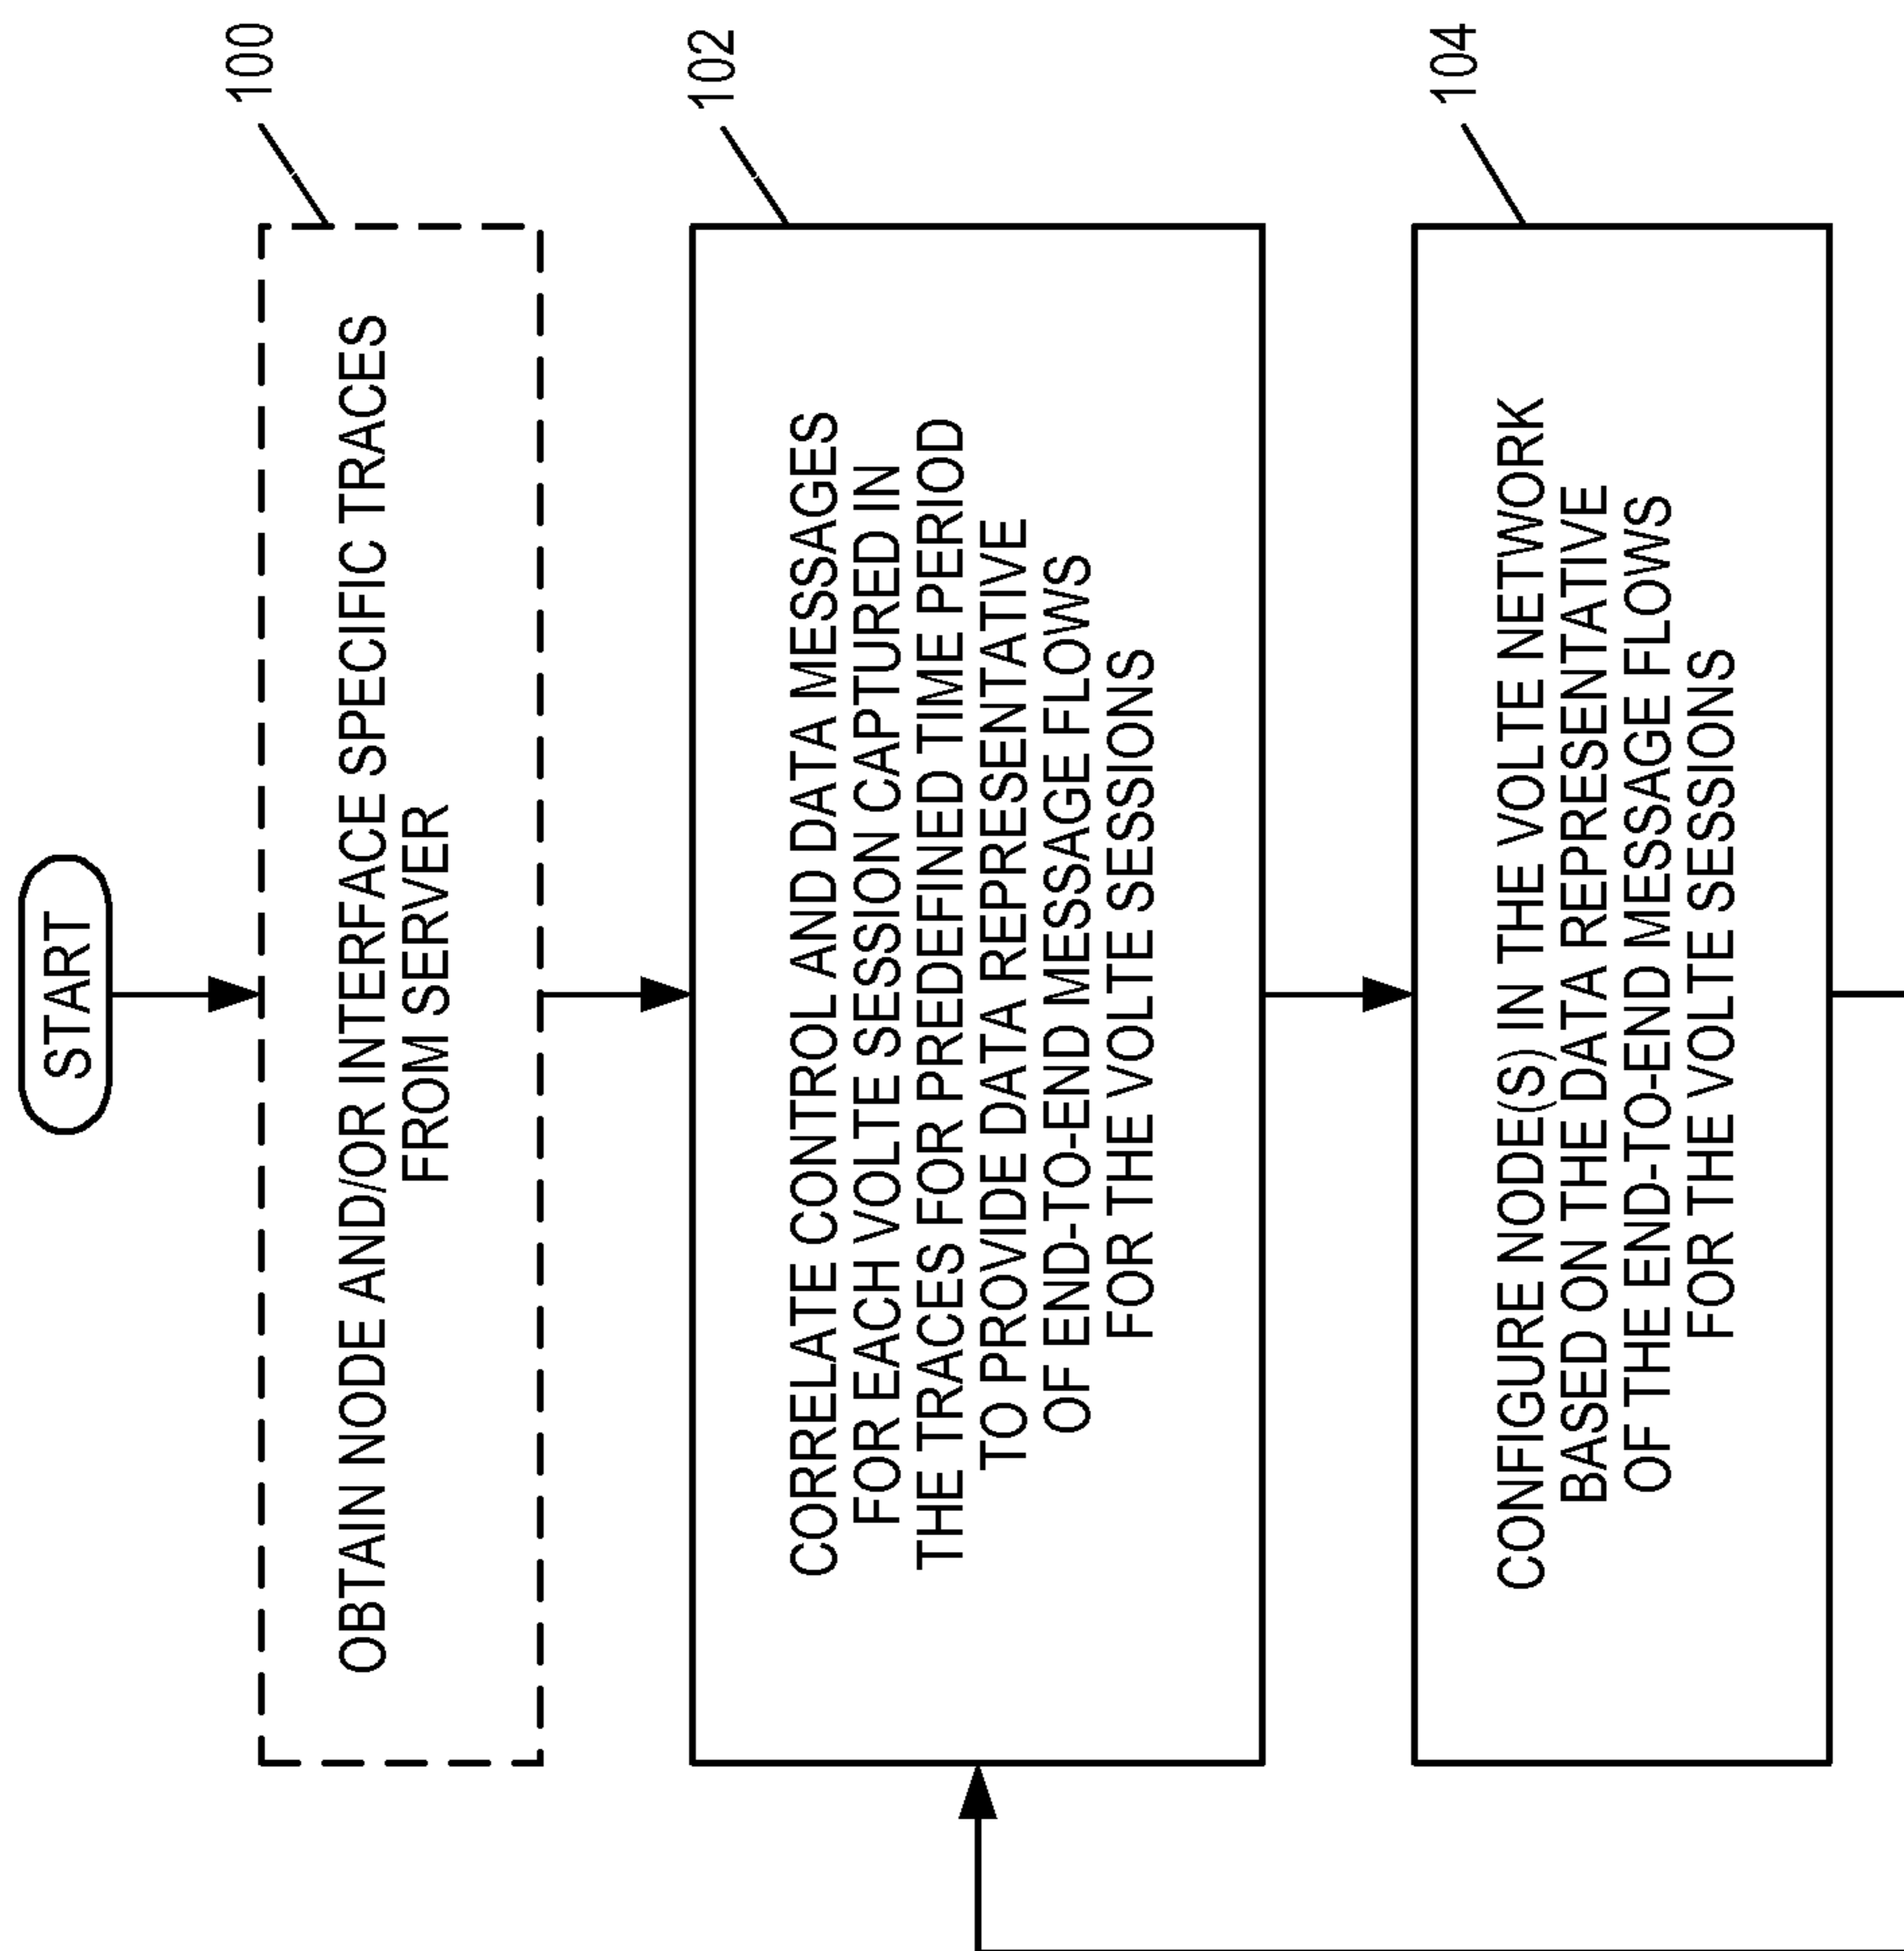 START
100
OBTAIN NODE AND/OR INTERFACE SPECIFIC TRACES
FROM SERVER
102
CORRELATE CONTROL AND DATA MESSAGES
FOR EACH VOLTE SESSION CAPTURED IN
THE TRACES FOR PREDEFINED TIME PERIOD
TO PROVIDE DATA REPRESENTATIVE
OF END-TO-END MESSAGE FLOWS
FOR THE VOLTE SESSIONS
104
CONFIGURE NODE(S) IN THE VOLTE NETWORK
BASED ON THE DATA REPRESENTATIVE
OF THE END-TO-END MESSAGE FLOWS
FOR THE VOLTE SESSIONS